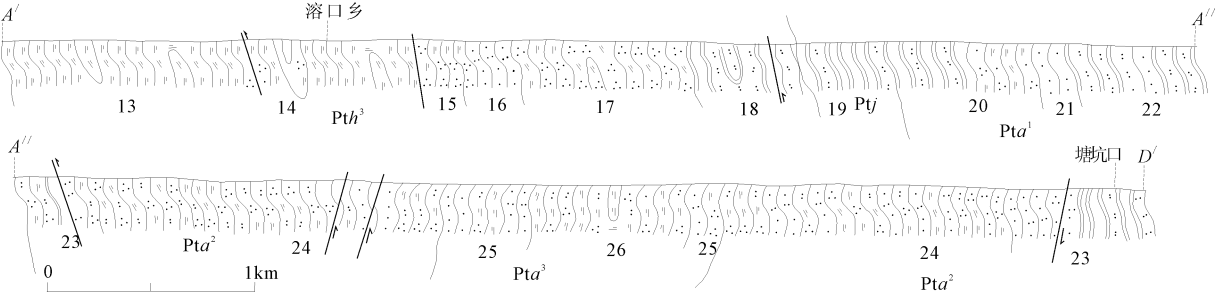 A/ 溶口乡 A//
13 14 15 16 17 18 19 20 21 22
Pth³ Ptj Pta¹
A// 塘坑口 D/
23 Pta² 24 25 26 25 24 23
Pta³ Pta²
0 1km